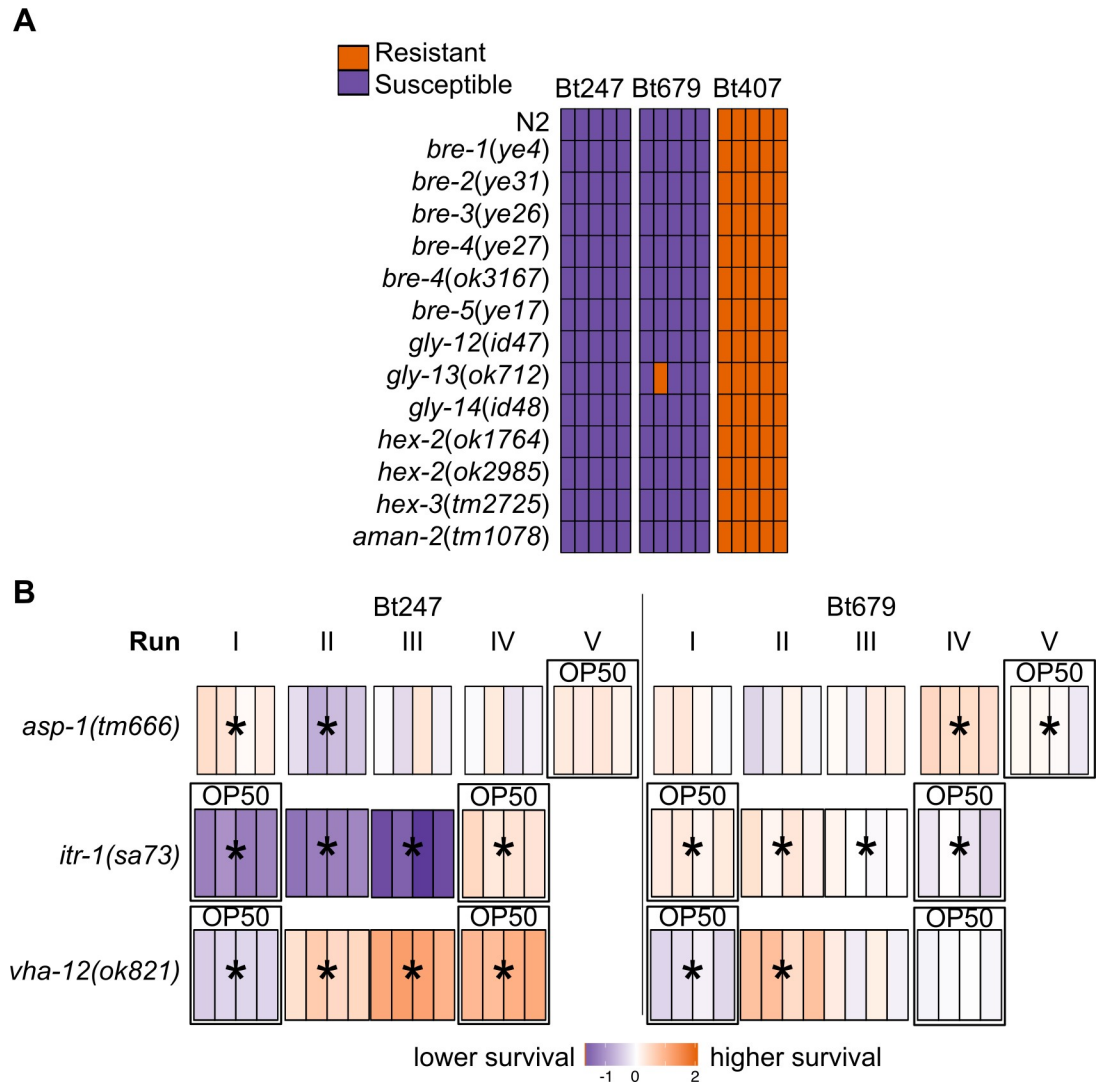 A
Resistant
Susceptible
Bt247 Bt679 Bt407
N2
bre-1(ye4)
bre-2(ye31)
bre-3(ye26)
bre-4(ye27)
bre-4(ok3167)
bre-5(ye17)
gly-12(id47)
gly-13(ok712)
gly-14(id48)
hex-2(ok1764)
hex-2(ok2985)
hex-3(tm2725)
aman-2(tm1078)
B
Bt247 Bt679
Run I II III IV V I II III IV V
OP50 OP50
asp-1(tm666) * * * *
OP50 OP50 OP50 OP50
itr-1(sa73) * * * * * * * *
OP50 OP50 OP50 OP50
vha-12(ok821) * * * * * *
lower survival higher survival
-1 0 2